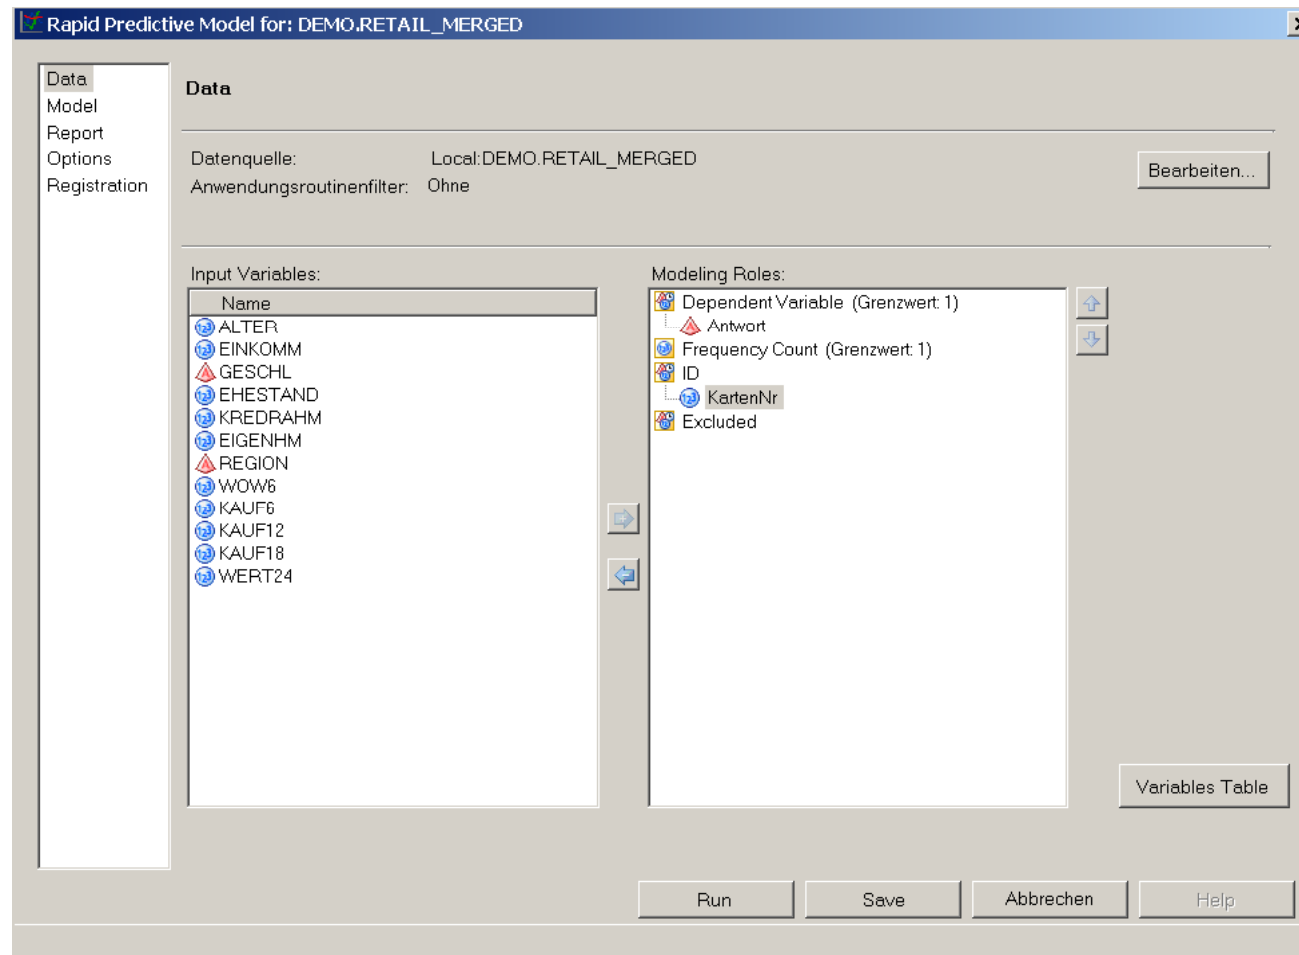 Rapid Predictive Model for: DEMO.RETAIL_MERGED
Data
Model
Report
Options
Registration
Data
Datenquelle: Local:DEMO.RETAIL_MERGED
Anwendungsroutinenfilter: Ohne
Bearbeiten...
Input Variables:
Name
ALTER
EINKOMM
GESCHL
EHESTAND
KREDRAHM
EIGENHM
REGION
WOW6
KAUF6
KAUF12
KAUF18
WERT24
Modeling Roles:
Dependent Variable (Grenzwert: 1)
Antwort
Frequency Count (Grenzwert: 1)
ID
KartenNr
Excluded
Variables Table
Run
Save
Abbrechen
Help